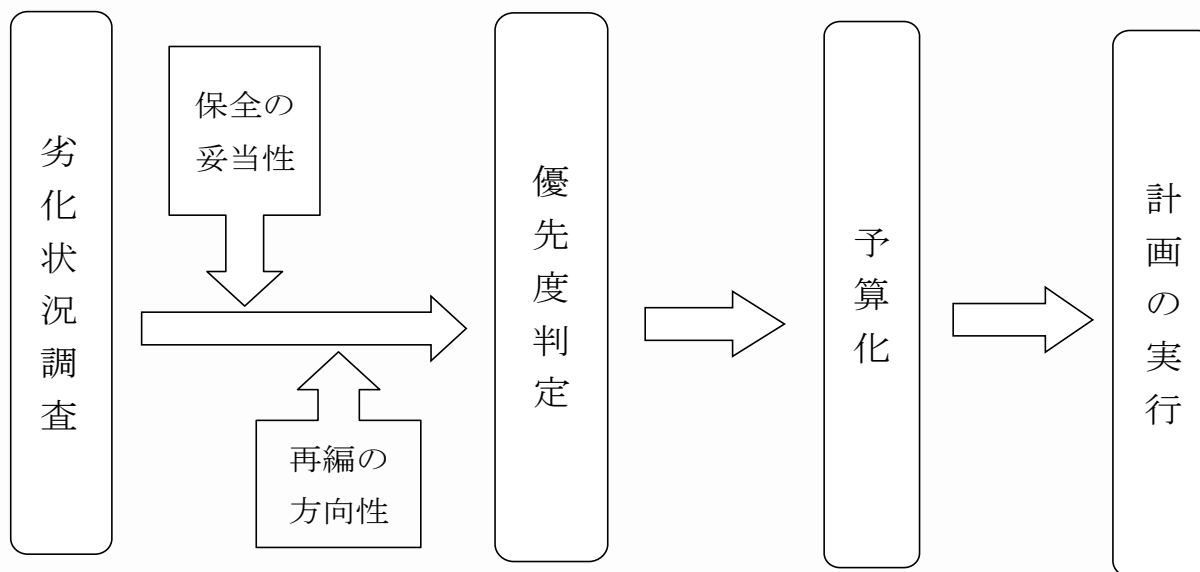 劣化状況調査
保全の
妥当性
再編の
方向性
優先度判定
予算化
計画の実行